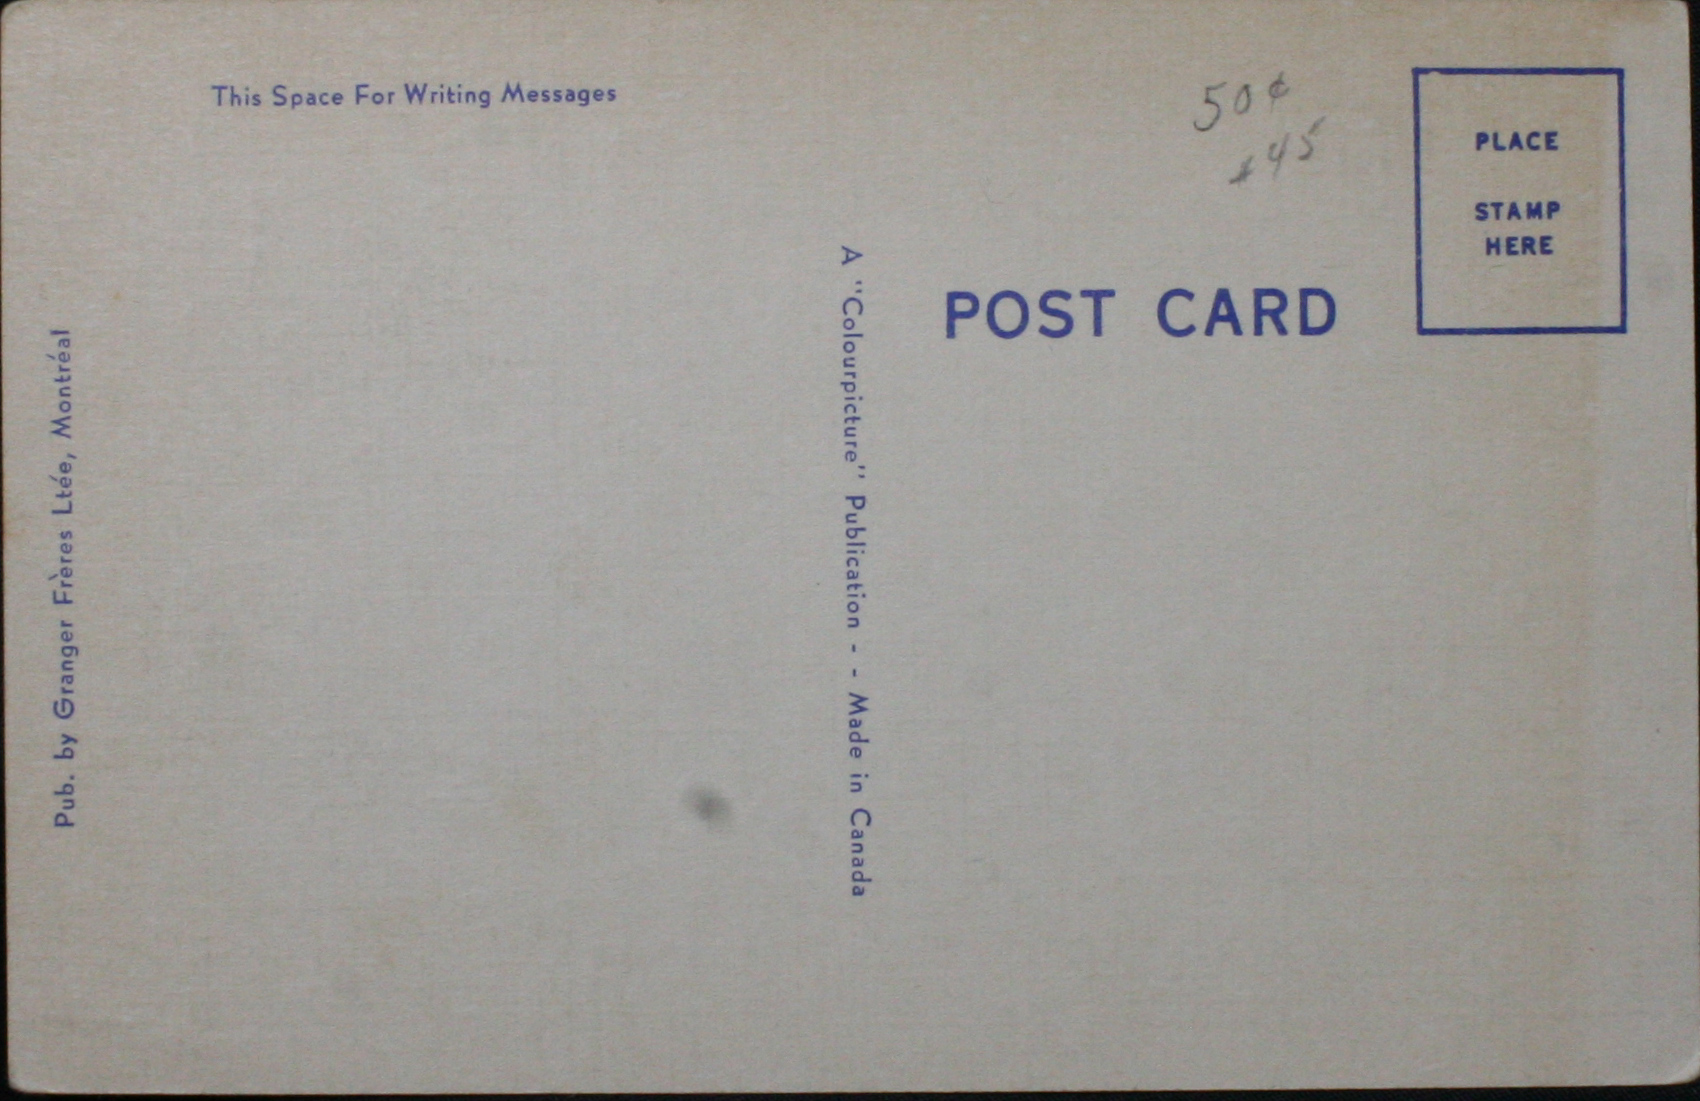 This Space For Writing Messages
50¢
45
PLACE
STAMP
HERE
POST CARD
A "Colourpicture" Publication - - Made in Canada
Pub. by Granger Frères Ltée, Montréal